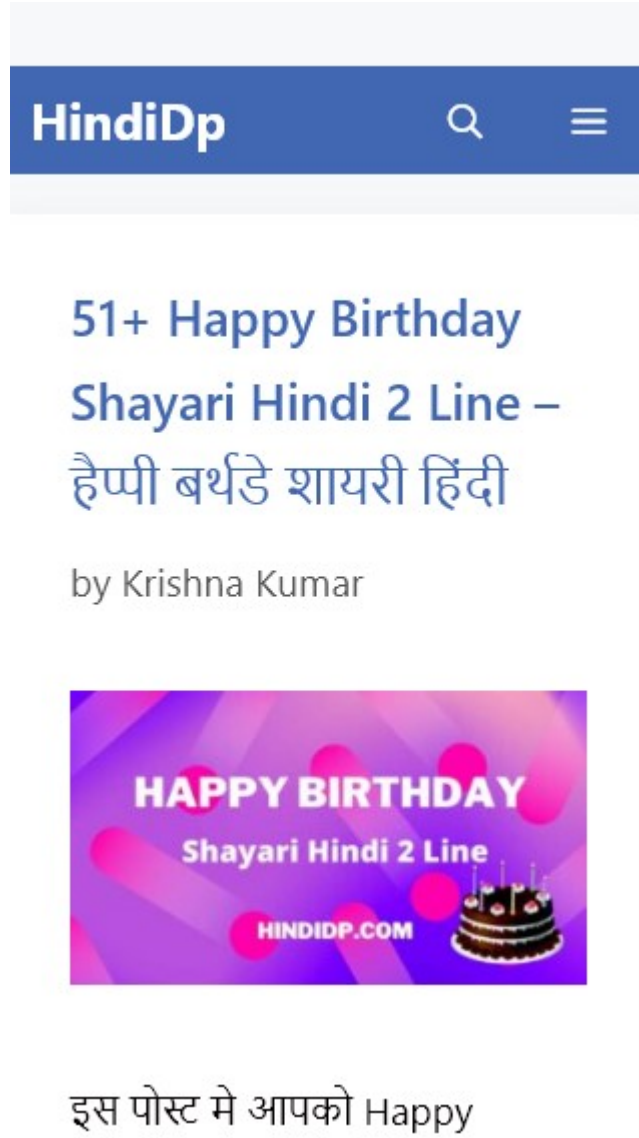 HindiDp
51+ Happy Birthday
Shayari Hindi 2 Line –
हैप्पी बर्थडे शायरी हिंदी
by Krishna Kumar
HAPPY BIRTHDAY
Shayari Hindi 2 Line
HINDIDP.COM
इस पोस्ट मे आपको Happy